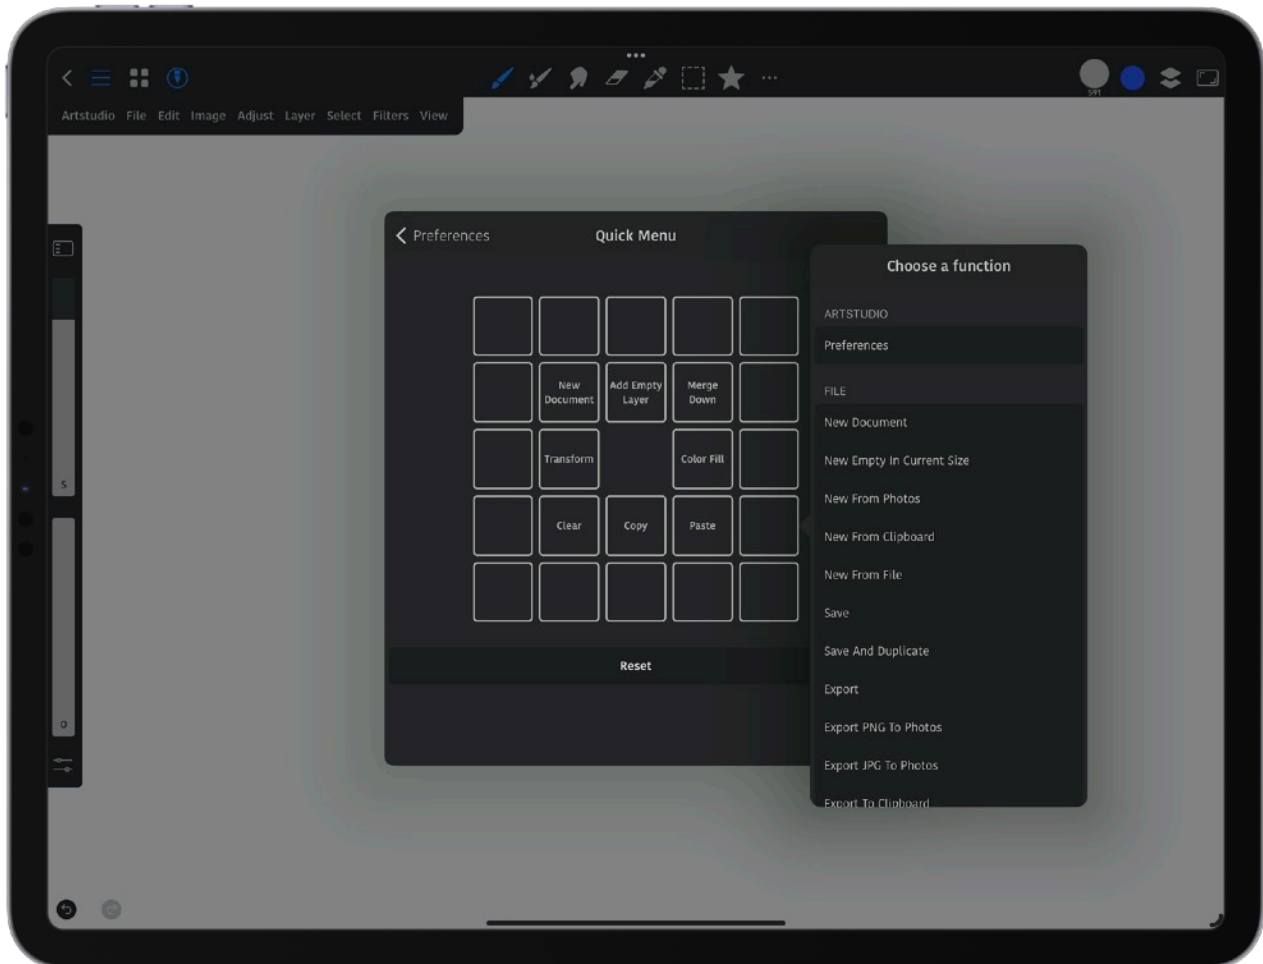 591
Artstudio File Edit Image Adjust Layer Select Filters View
Preferences
Quick Menu
New
Document
Add Empty
Layer
Merge
Down
Transform
Color Fill
Clear
Copy
Paste
Reset
Choose a function
ARTSTUDIO
Preferences
FILE
New Document
New Empty In Current Size
New From Photos
New From Clipboard
New From File
Save
Save And Duplicate
Export
Export PNG To Photos
Export JPG To Photos
Export To Clipboard
S
O